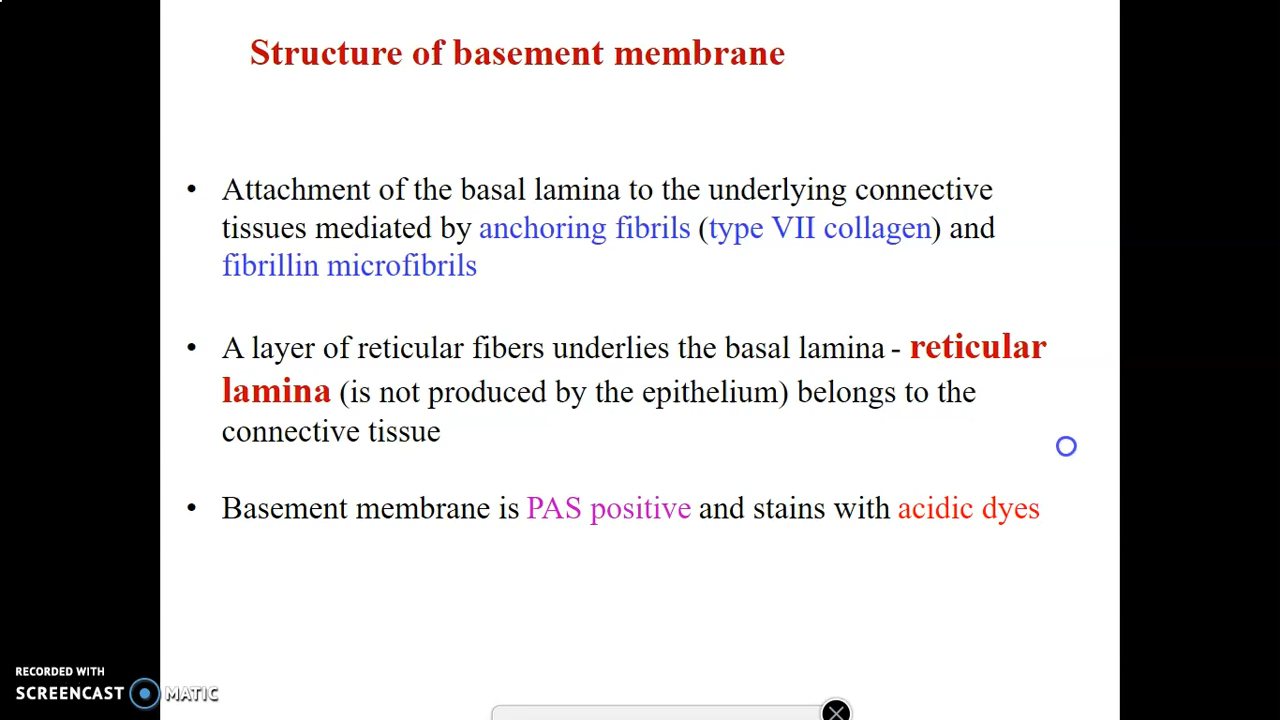 Structure of basement membrane
• Attachment of the basal lamina to the underlying connective
tissues mediated by anchoring fibrils (type VII collagen) and
fibrillin microfibrils
• A layer of reticular fibers underlies the basal lamina - reticular
lamina (is not produced by the epithelium) belongs to the
connective tissue
• Basement membrane is PAS positive and stains with acidic dyes
RECORDED WITH
SCREENCAST MATIC